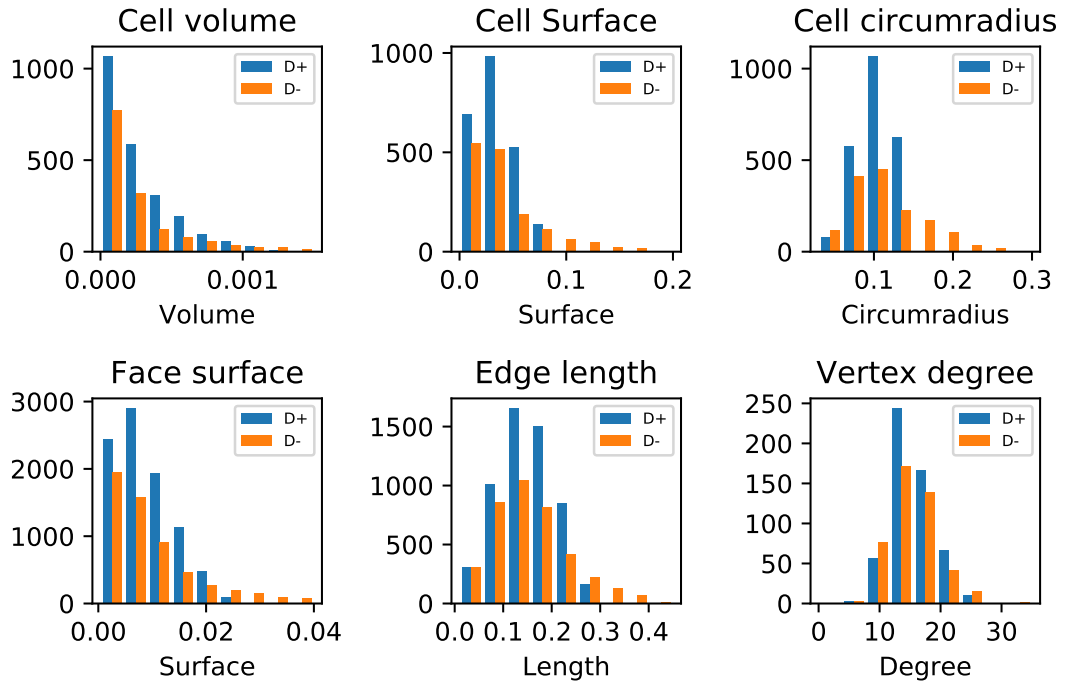 Cell volume
1000
500
0
0.000
0.001
Volume
D+
D-
Cell Surface
1000
500
0
0.0
0.1
0.2
Surface
D+
D-
Cell circumradius
1000
500
0
0.1
0.2
0.3
Circumradius
D+
D-
Face surface
3000
2000
1000
0
0.00
0.02
0.04
Surface
D+
D-
Edge length
1500
1000
500
0
0.0
0.1
0.2
0.3
0.4
Length
D+
D-
Vertex degree
250
200
150
100
50
0
0
10
20
30
Degree
D+
D-